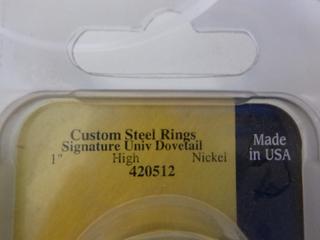 Custom Steel Rings
Signature Univ Dovetail
1" High Nickel
420512
Made
in USA